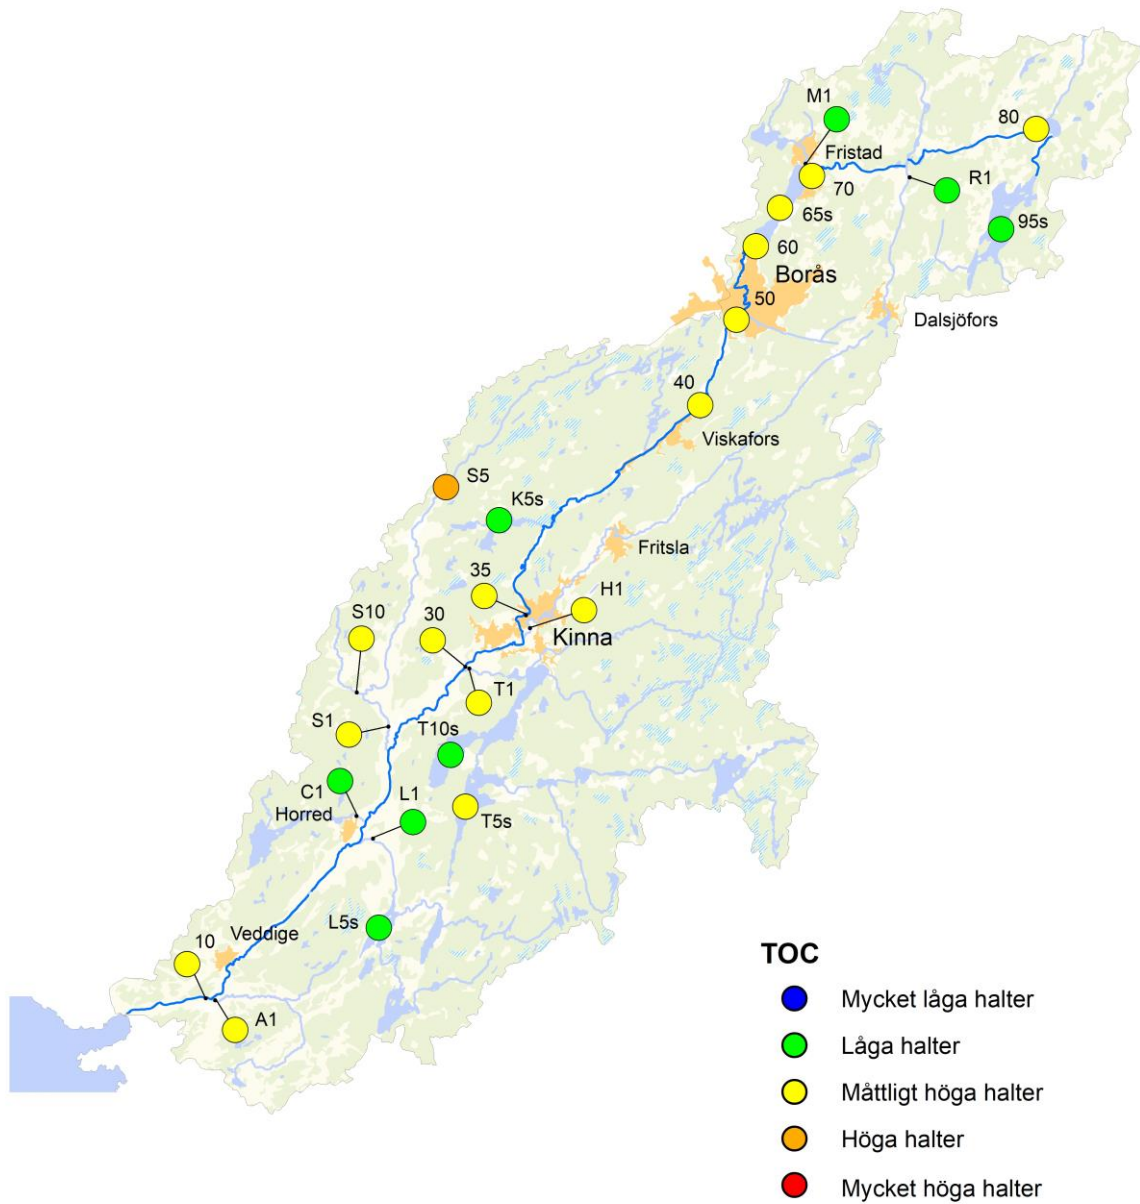 M1
80
Fristad
R1
70
65s
95s
60
Borås
50
Dalsjöfors
40
Viskafors
S5
K5s
Fritsla
35
H1
S10
30
Kinna
T1
S1
T10s
C1
L1
Horred
T5s
L5s
Veddige
10
A1
TOC
Mycket låga halter
Låga halter
Måttligt höga halter
Höga halter
Mycket höga halter